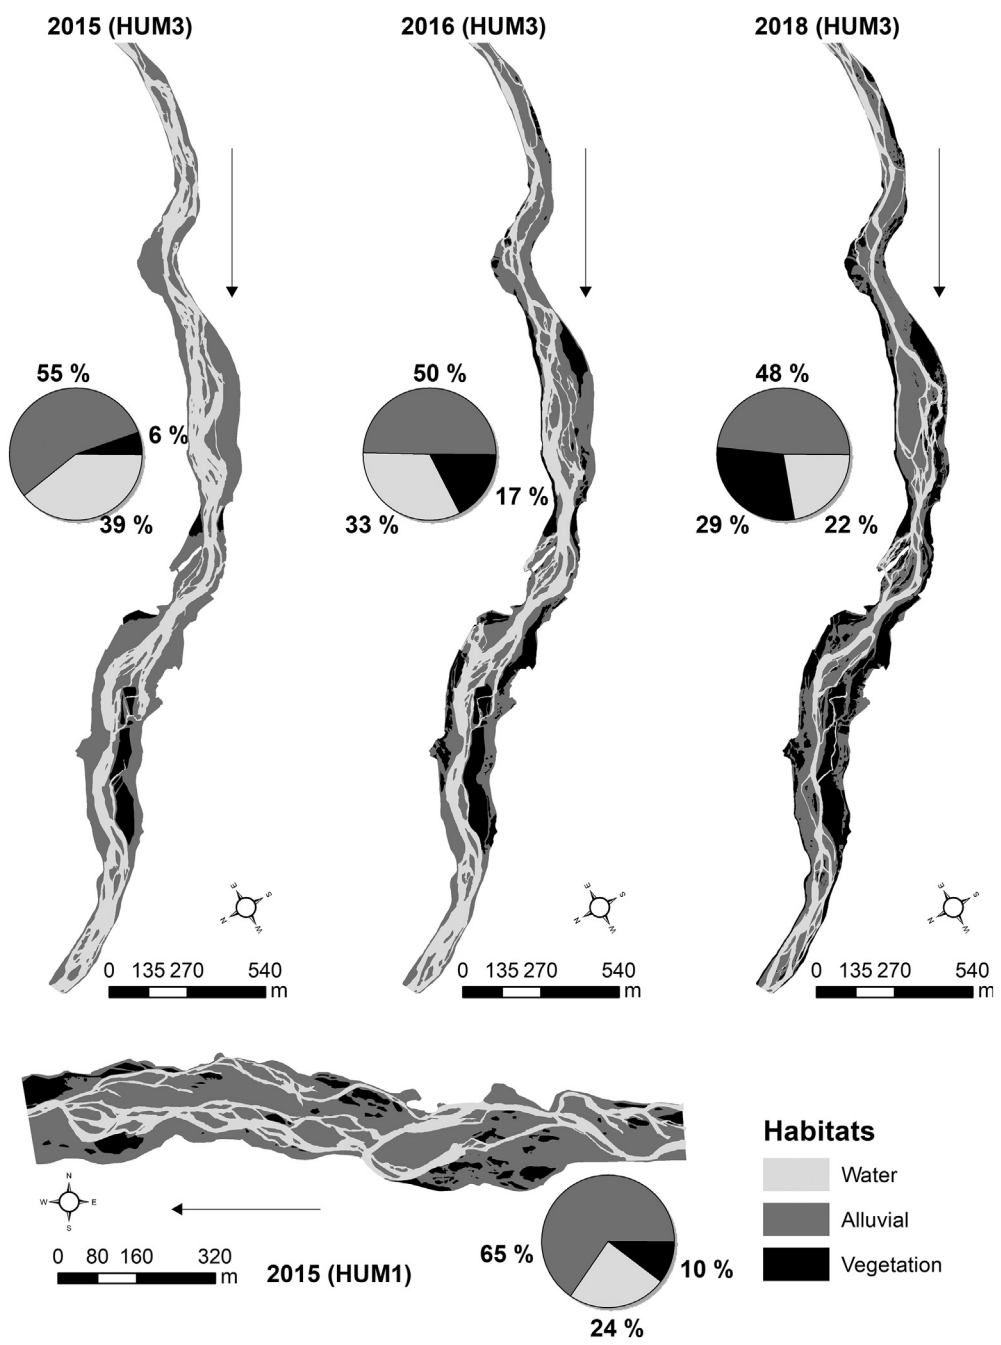 2015 (HUM3)
2016 (HUM3)
2018 (HUM3)
55 %
6 %
39 %
50 %
17 %
33 %
48 %
29 %
22 %
E
S
N
W
E
S
N
W
E
S
N
W
0 135 270 540
m
0 135 270 540
m
0 135 270 540
m
N
W
E
S
0 80 160 320
m
2015 (HUM1)
65 %
10 %
24 %
Habitats
Water
Alluvial
Vegetation